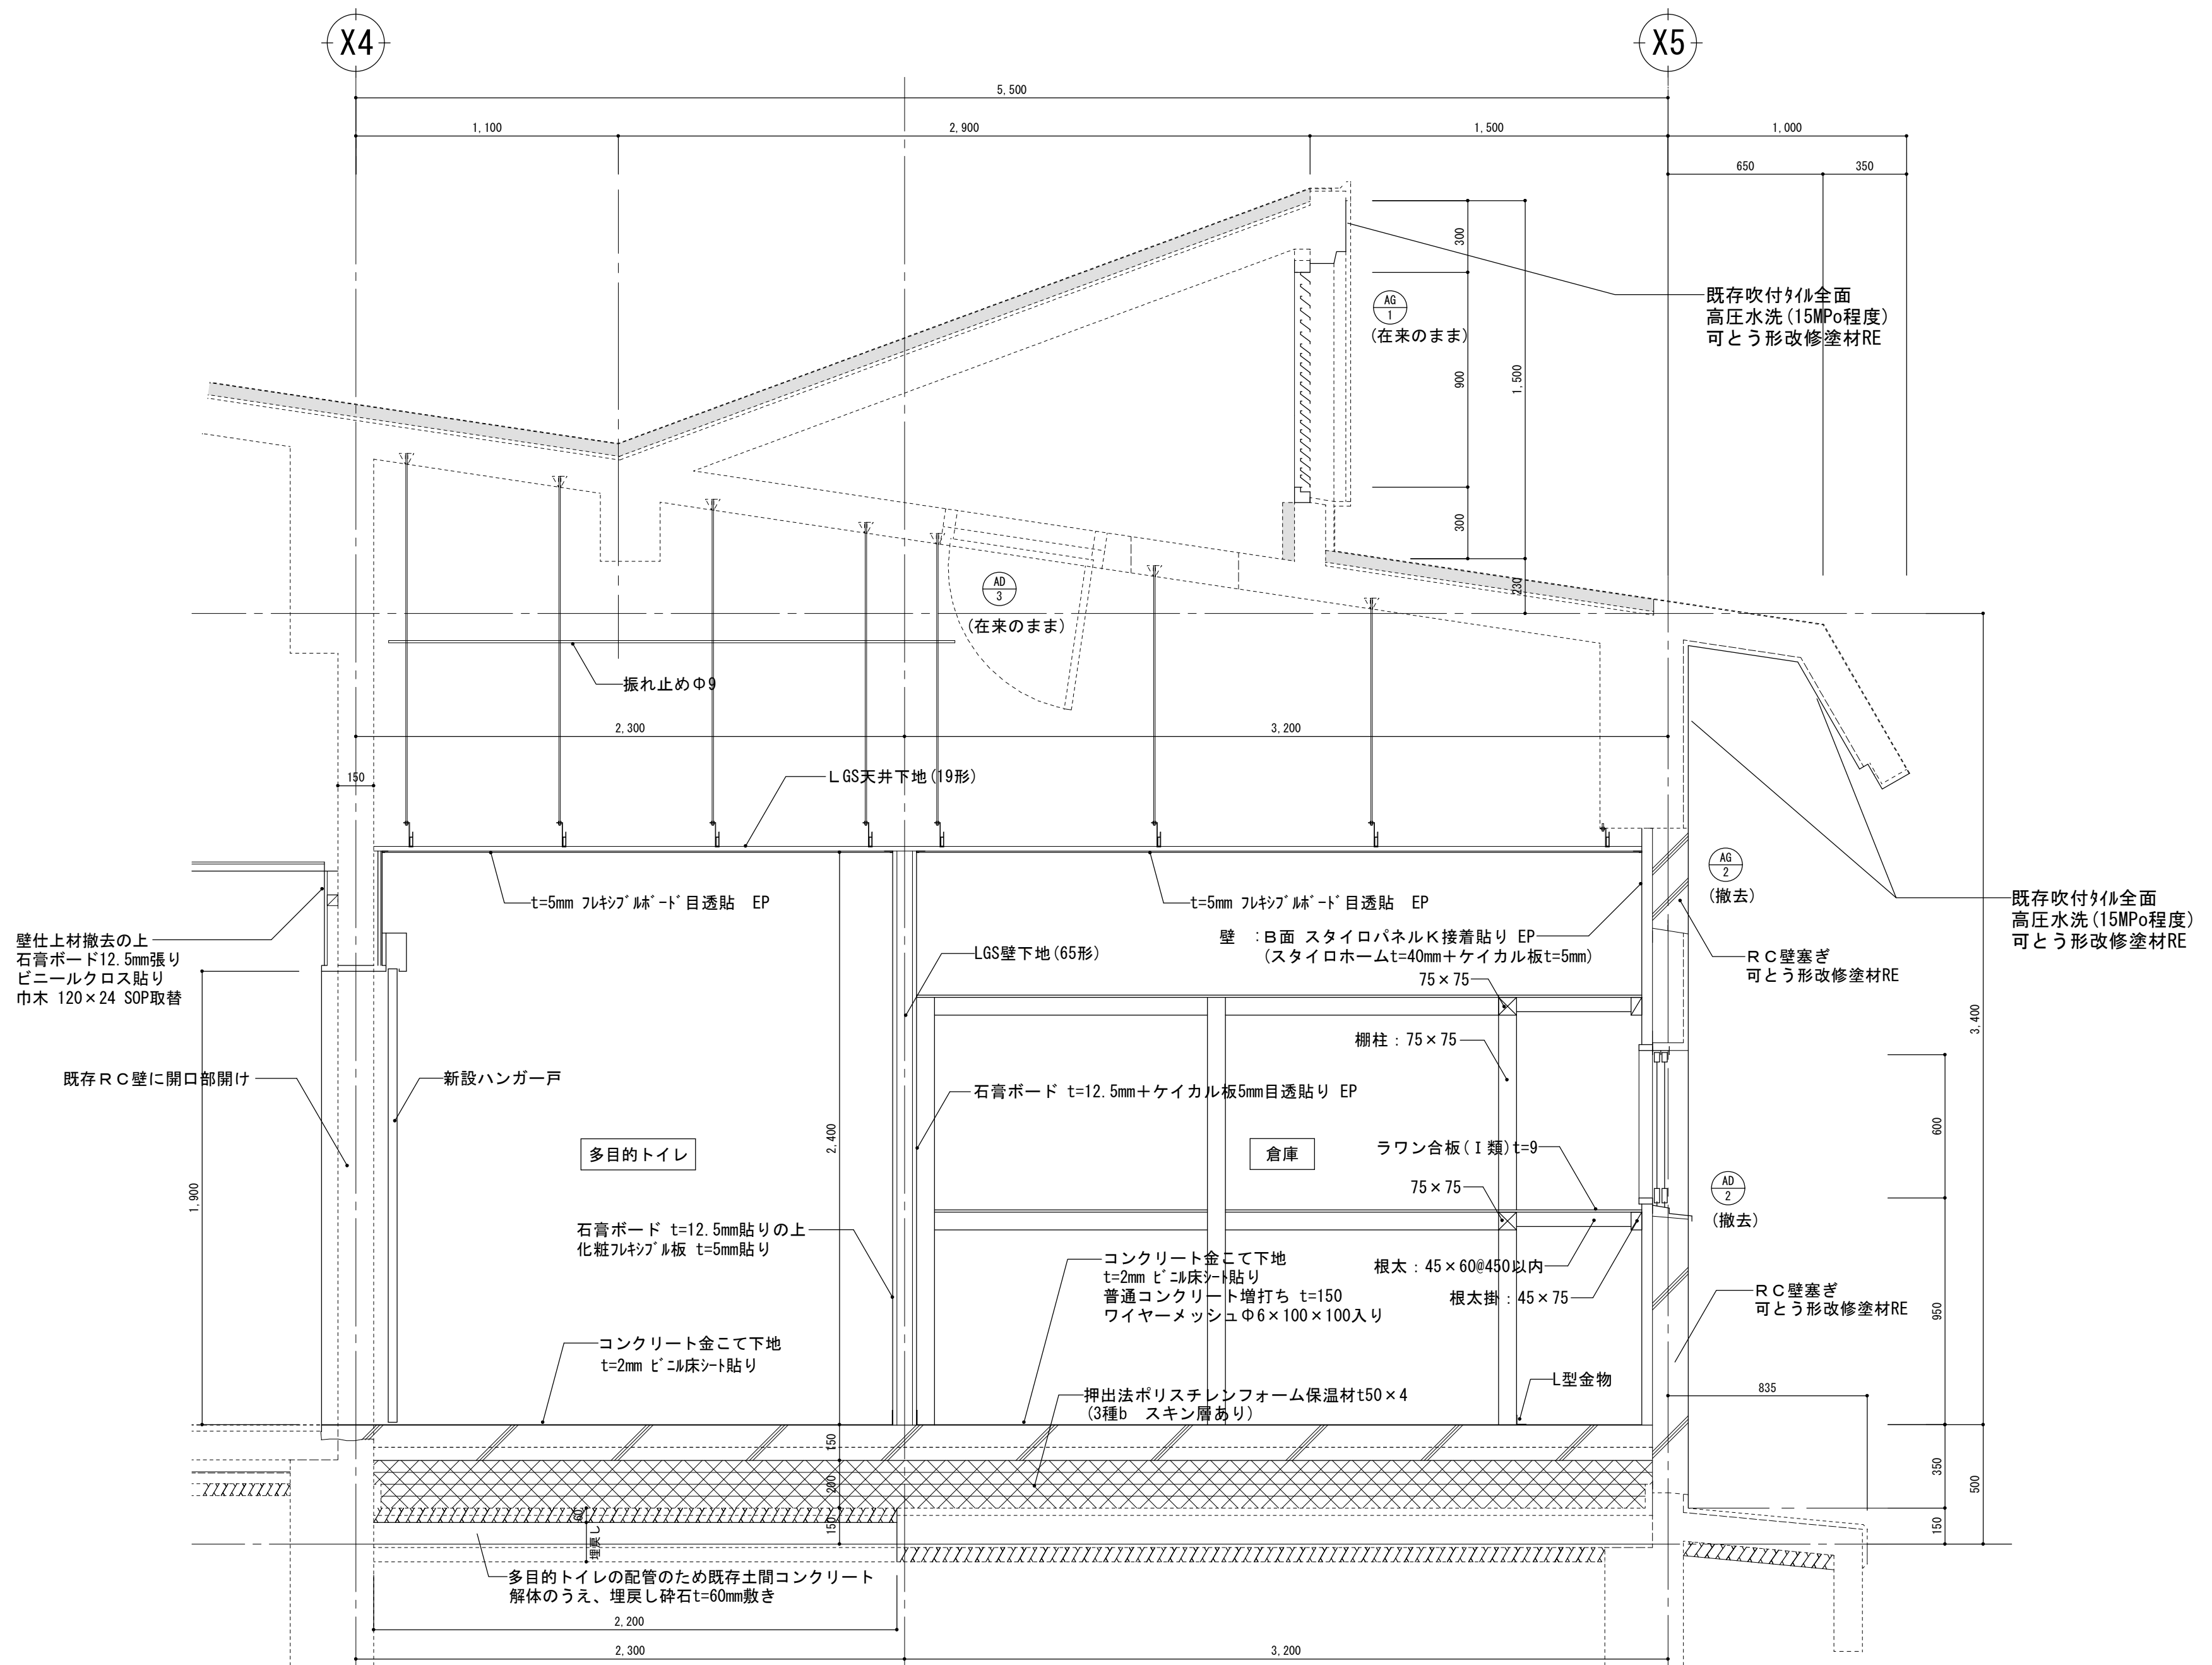 X4
X5
5,500
1,100
2,900
1,500
1,000
650
350
300
900
300
1,500
230
AG
1
(在来のまま)
既存吹付ﾀｲﾙ全面
高圧水洗(15MPo程度)
可とう形改修塗材RE
AD
3
(在来のまま)
振れ止めΦ9
2,300
3,200
150
ＬGS天井下地(19形)
t=5mm ﾌﾚｷｼﾌﾞﾙﾎﾞｰﾄﾞ目透貼　EP
t=5mm ﾌﾚｷｼﾌﾞﾙﾎﾞｰﾄﾞ目透貼　EP
AG
2
(撤去)
既存吹付ﾀｲﾙ全面
高圧水洗(15MPo程度)
可とう形改修塗材RE
壁仕上材撤去の上
石膏ボード12.5mm張り
ビニールクロス貼り
巾木 120×24 SOP取替
LGS壁下地(65形)
壁　：Ｂ面 スタイロパネルＫ接着貼り EP
(スタイロホームt=40mm＋ケイカル板t=5mm)
75×75
ＲＣ壁塞ぎ
可とう形改修塗材RE
棚柱：75×75
3,400
既存ＲＣ壁に開口部開け
新設ハンガー戸
石膏ボード t=12.5mm＋ケイカル板5mm目透貼り EP
600
多目的トイレ
2,400
倉庫
ラワン合板(Ⅰ類)t=9
75×75
AD
2
(撤去)
1,900
石膏ボード t=12.5mm貼りの上
化粧ﾌﾚｷｼﾌﾞﾙ板 t=5mm貼り
コンクリート金こて下地
t=2mm ﾋﾞﾆﾙ床ｼｰﾄ貼り
普通コンクリート増打ち t=150
ワイヤーメッシュΦ6×100×100入り
根太：45×60@450以内
根太掛：45×75
ＲＣ壁塞ぎ
可とう形改修塗材RE
950
コンクリート金こて下地
t=2mm ﾋﾞﾆﾙ床ｼｰﾄ貼り
L型金物
835
押出法ポリスチレンフォーム保温材t50×4
(3種b　スキン層あり)
150
200
150
60
埋戻し
350
150
500
多目的トイレの配管のため既存土間コンクリート
解体のうえ、埋戻し砕石t=60mm敷き
2,200
2,300
3,200